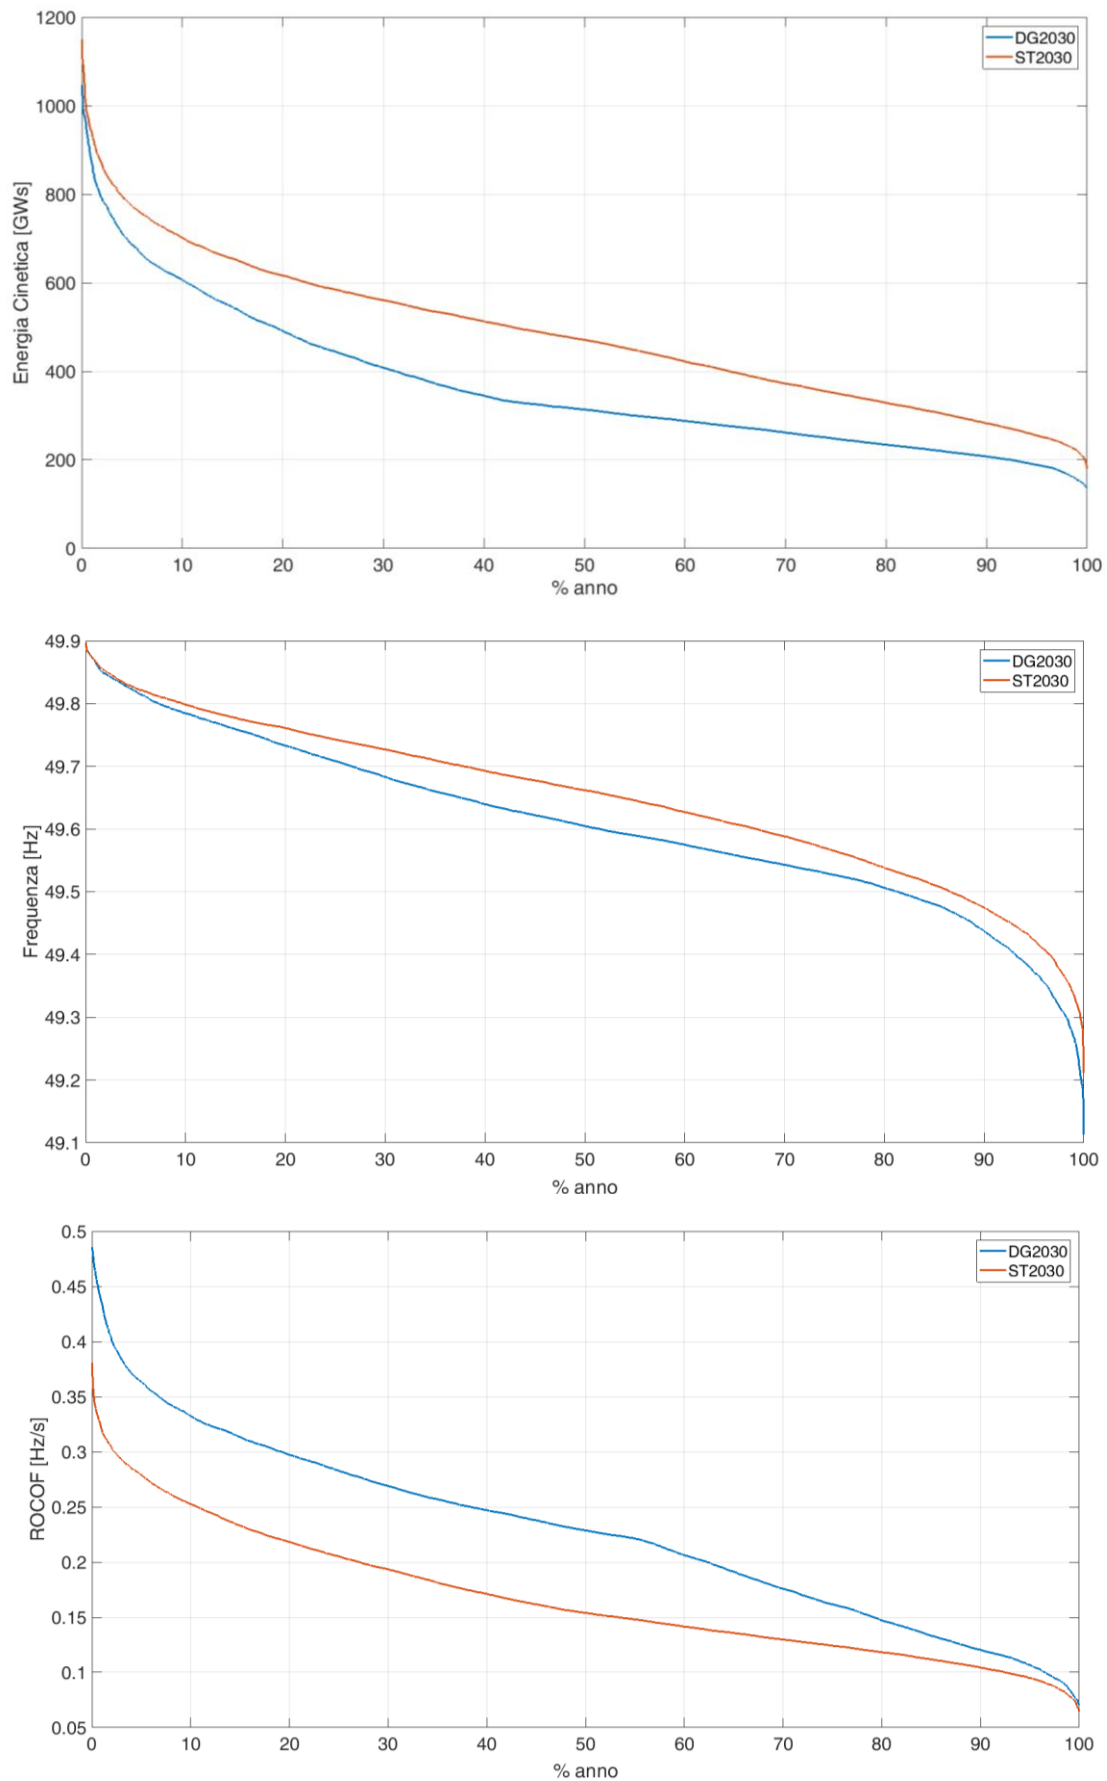 1200
1000
800
600
400
200
0
Energia Cinetica [GWs]
DG2030
ST2030
0 10 20 30 40 50 60 70 80 90 100
% anno
49.9
49.8
49.7
49.6
49.5
49.4
49.3
49.2
49.1
Frequenza [Hz]
DG2030
ST2030
0 10 20 30 40 50 60 70 80 90 100
% anno
0.5
0.45
0.4
0.35
0.3
0.25
0.2
0.15
0.1
0.05
ROCOF [Hz/s]
DG2030
ST2030
0 10 20 30 40 50 60 70 80 90 100
% anno